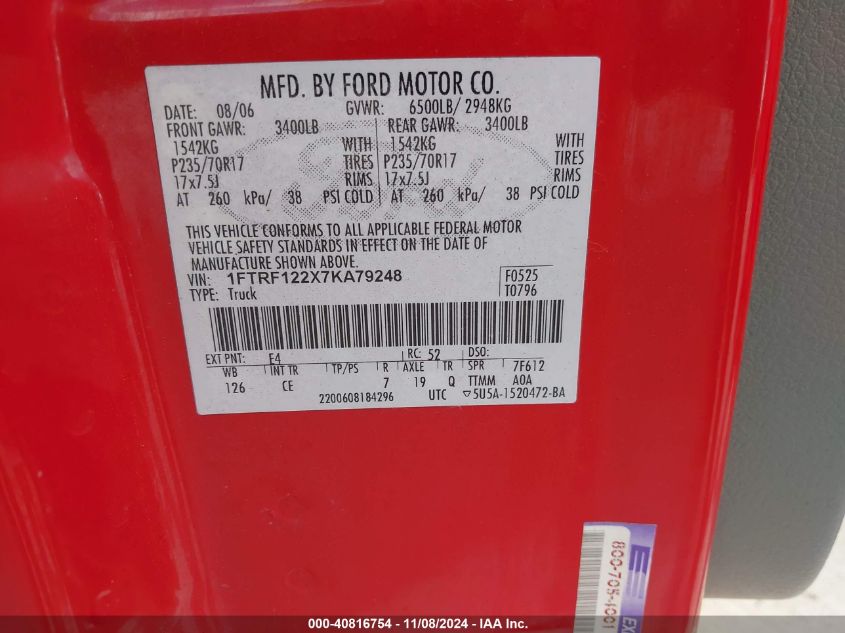 MFD. BY FORD MOTOR CO.
DATE: 08/06 GVWR: 6500LB/ 2948KG
FRONT GAWR: 3400LB REAR GAWR: 3400LB
1542KG WITH 1542KG WITH
P235/70R17 TIRES P235/70R17 TIRES
17x7.5J RIMS 17x7.5J RIMS
AT 260 kPa/ 38 PSI COLD AT 260 kPa/ 38 PSI COLD
THIS VEHICLE CONFORMS TO ALL APPLICABLE FEDERAL MOTOR
VEHICLE SAFETY STANDARDS IN EFFECT ON THE DATE OF
MANUFACTURE SHOWN ABOVE.
VIN: 1FTRF122X7KA79248 F0525
TYPE: Truck T0796
EXT PNT: E4 RC: 52 DSO:
WB INT TR TP/PS R AXLE TR SPR 7F612
126 CE 7 19 Q TTMM A0A
2200608184296 UTC ▽5U5A-1520472-BA
Ford
EX
000-40816754 - 11/08/2024 - IAA Inc.